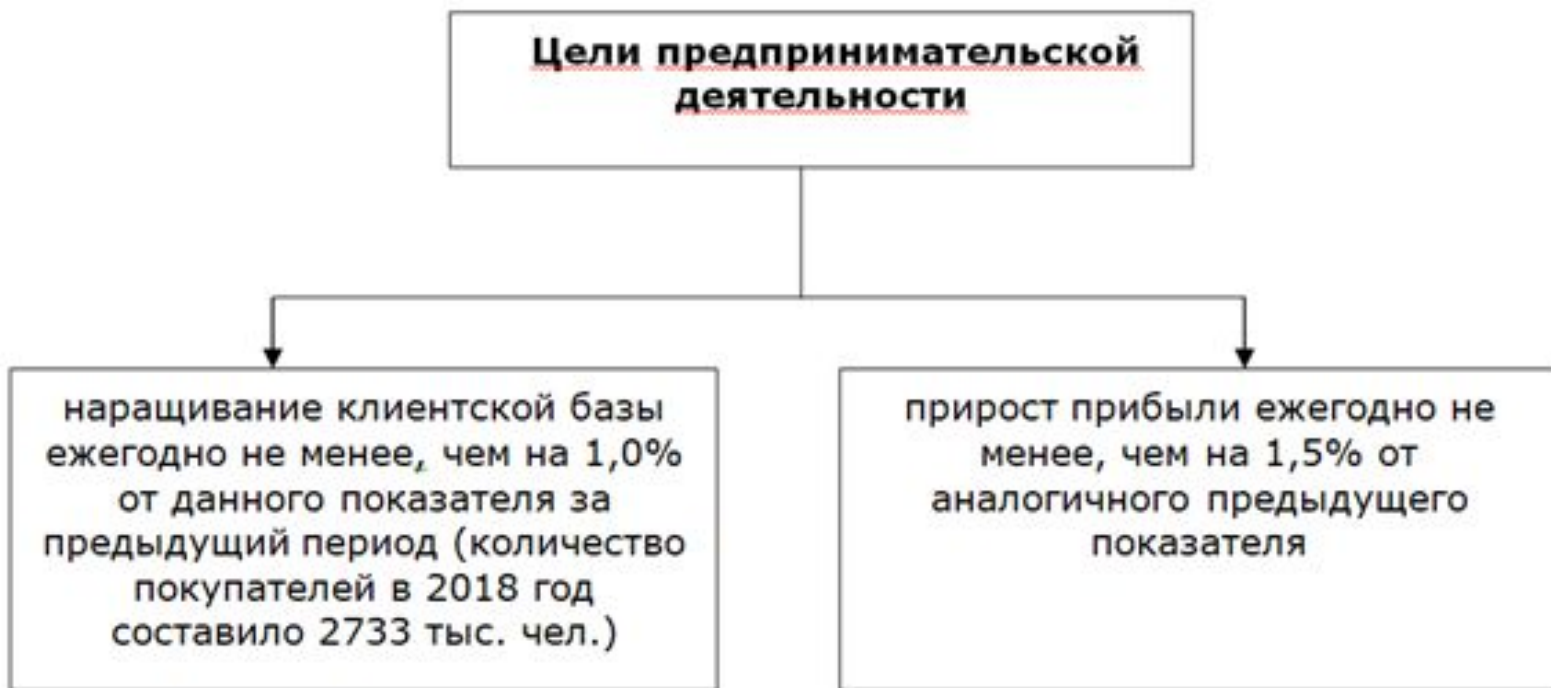 Цели предпринимательской
деятельности
наращивание клиентской базы
ежегодно не менее, чем на 1,0%
от данного показателя за
предыдущий период (количество
покупателей в 2018 год
составило 2733 тыс. чел.)
прирост прибыли ежегодно не
менее, чем на 1,5% от
аналогичного предыдущего
показателя